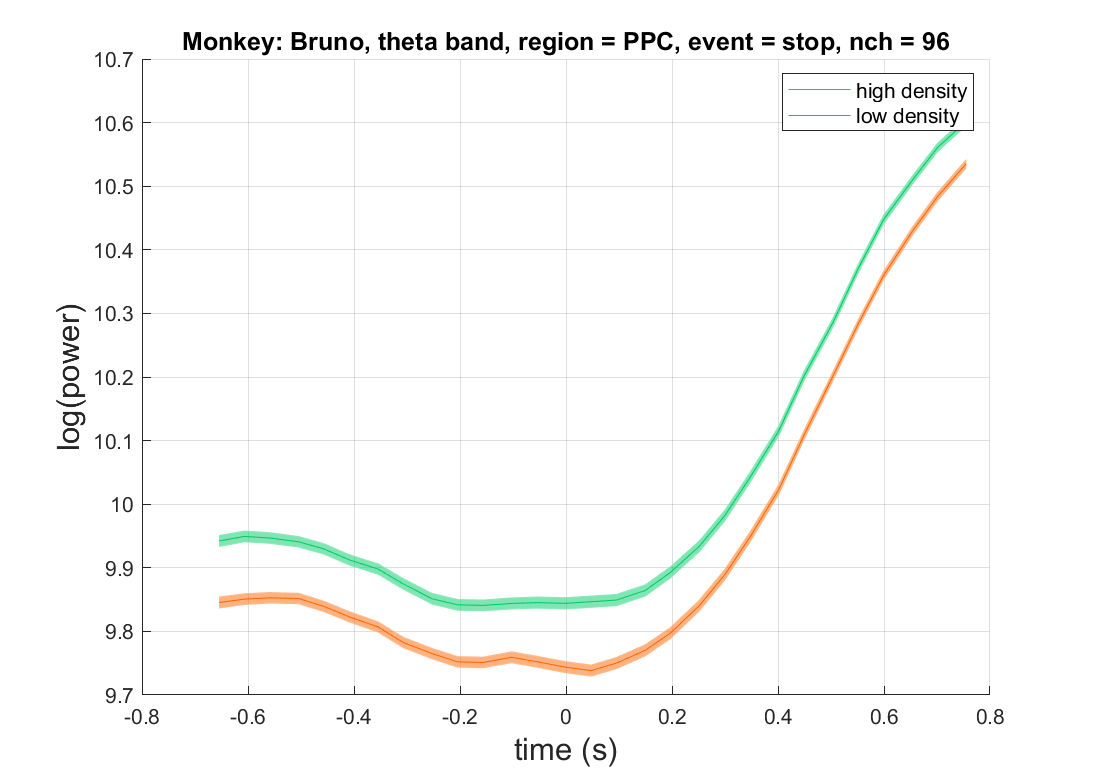 Monkey: Bruno, theta band, region = PPC, event = stop, nch = 96
10.7
10.6
10.5
10.4
10.3
10.2
10.1
10
9.9
9.8
9.7
log(power)
high density
low density
-0.8 -0.6 -0.4 -0.2 0 0.2 0.4 0.6 0.8
time (s)